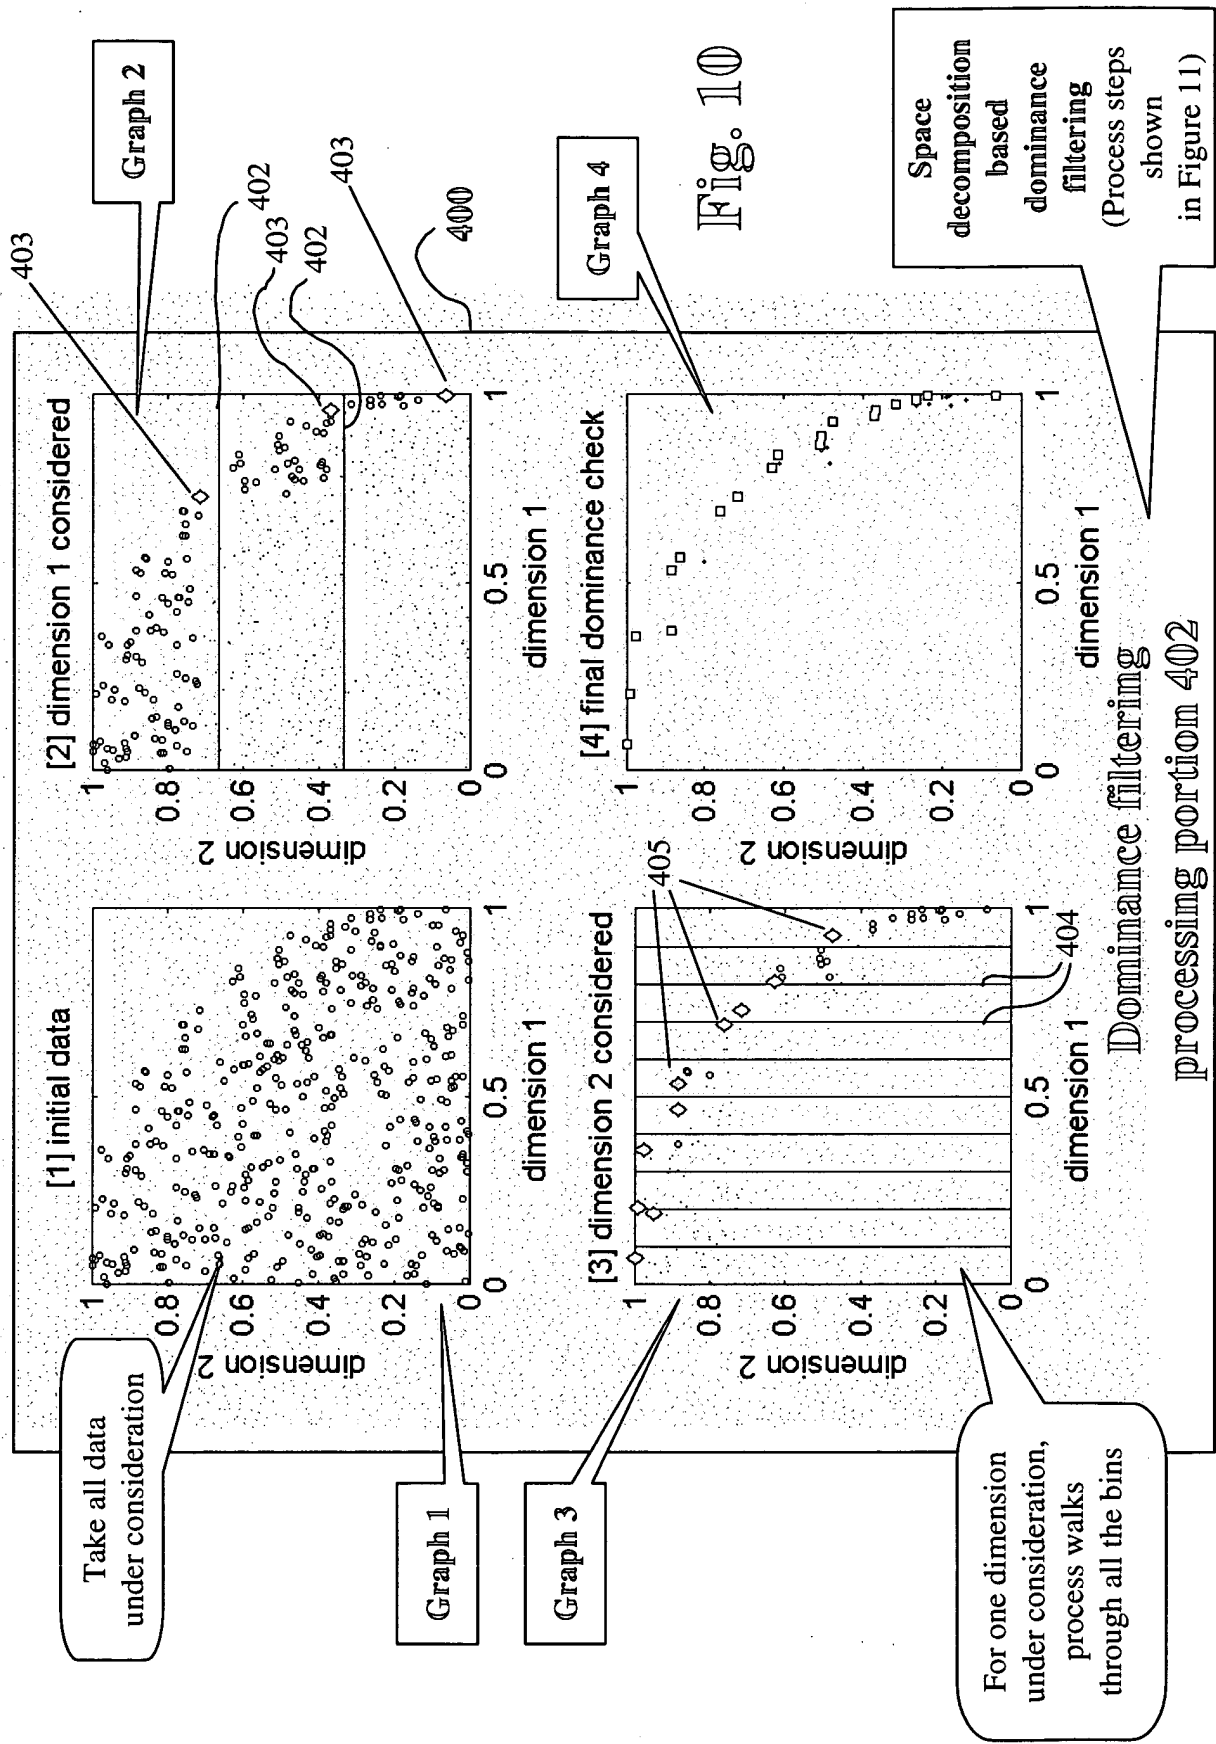 Take all data
under consideration
Graph 1
[1] initial data
1
0.8
0.6
0.4
0.2
0
dimension 2
0
0.5
1
dimension 1
403
Graph 2
402
403
402
403
400
[2] dimension 1 considered
1
0.8
0.6
0.4
0.2
0
dimension 2
0
0.5
1
dimension 1
Graph 3
For one dimension
under consideration,
process walks
through all the bins
[3] dimension 2 considered
1
0.8
0.6
0.4
0.2
0
dimension 2
0
0.5
1
dimension 1
405
404
Graph 4
[4] final dominance check
1
0.8
0.6
0.4
0.2
0
dimension 2
0
0.5
1
dimension 1
Fig. 10
Dominance filtering
processing portion 402
Space
decomposition
based
dominance
filtering
(Process steps
shown
in Figure 11)